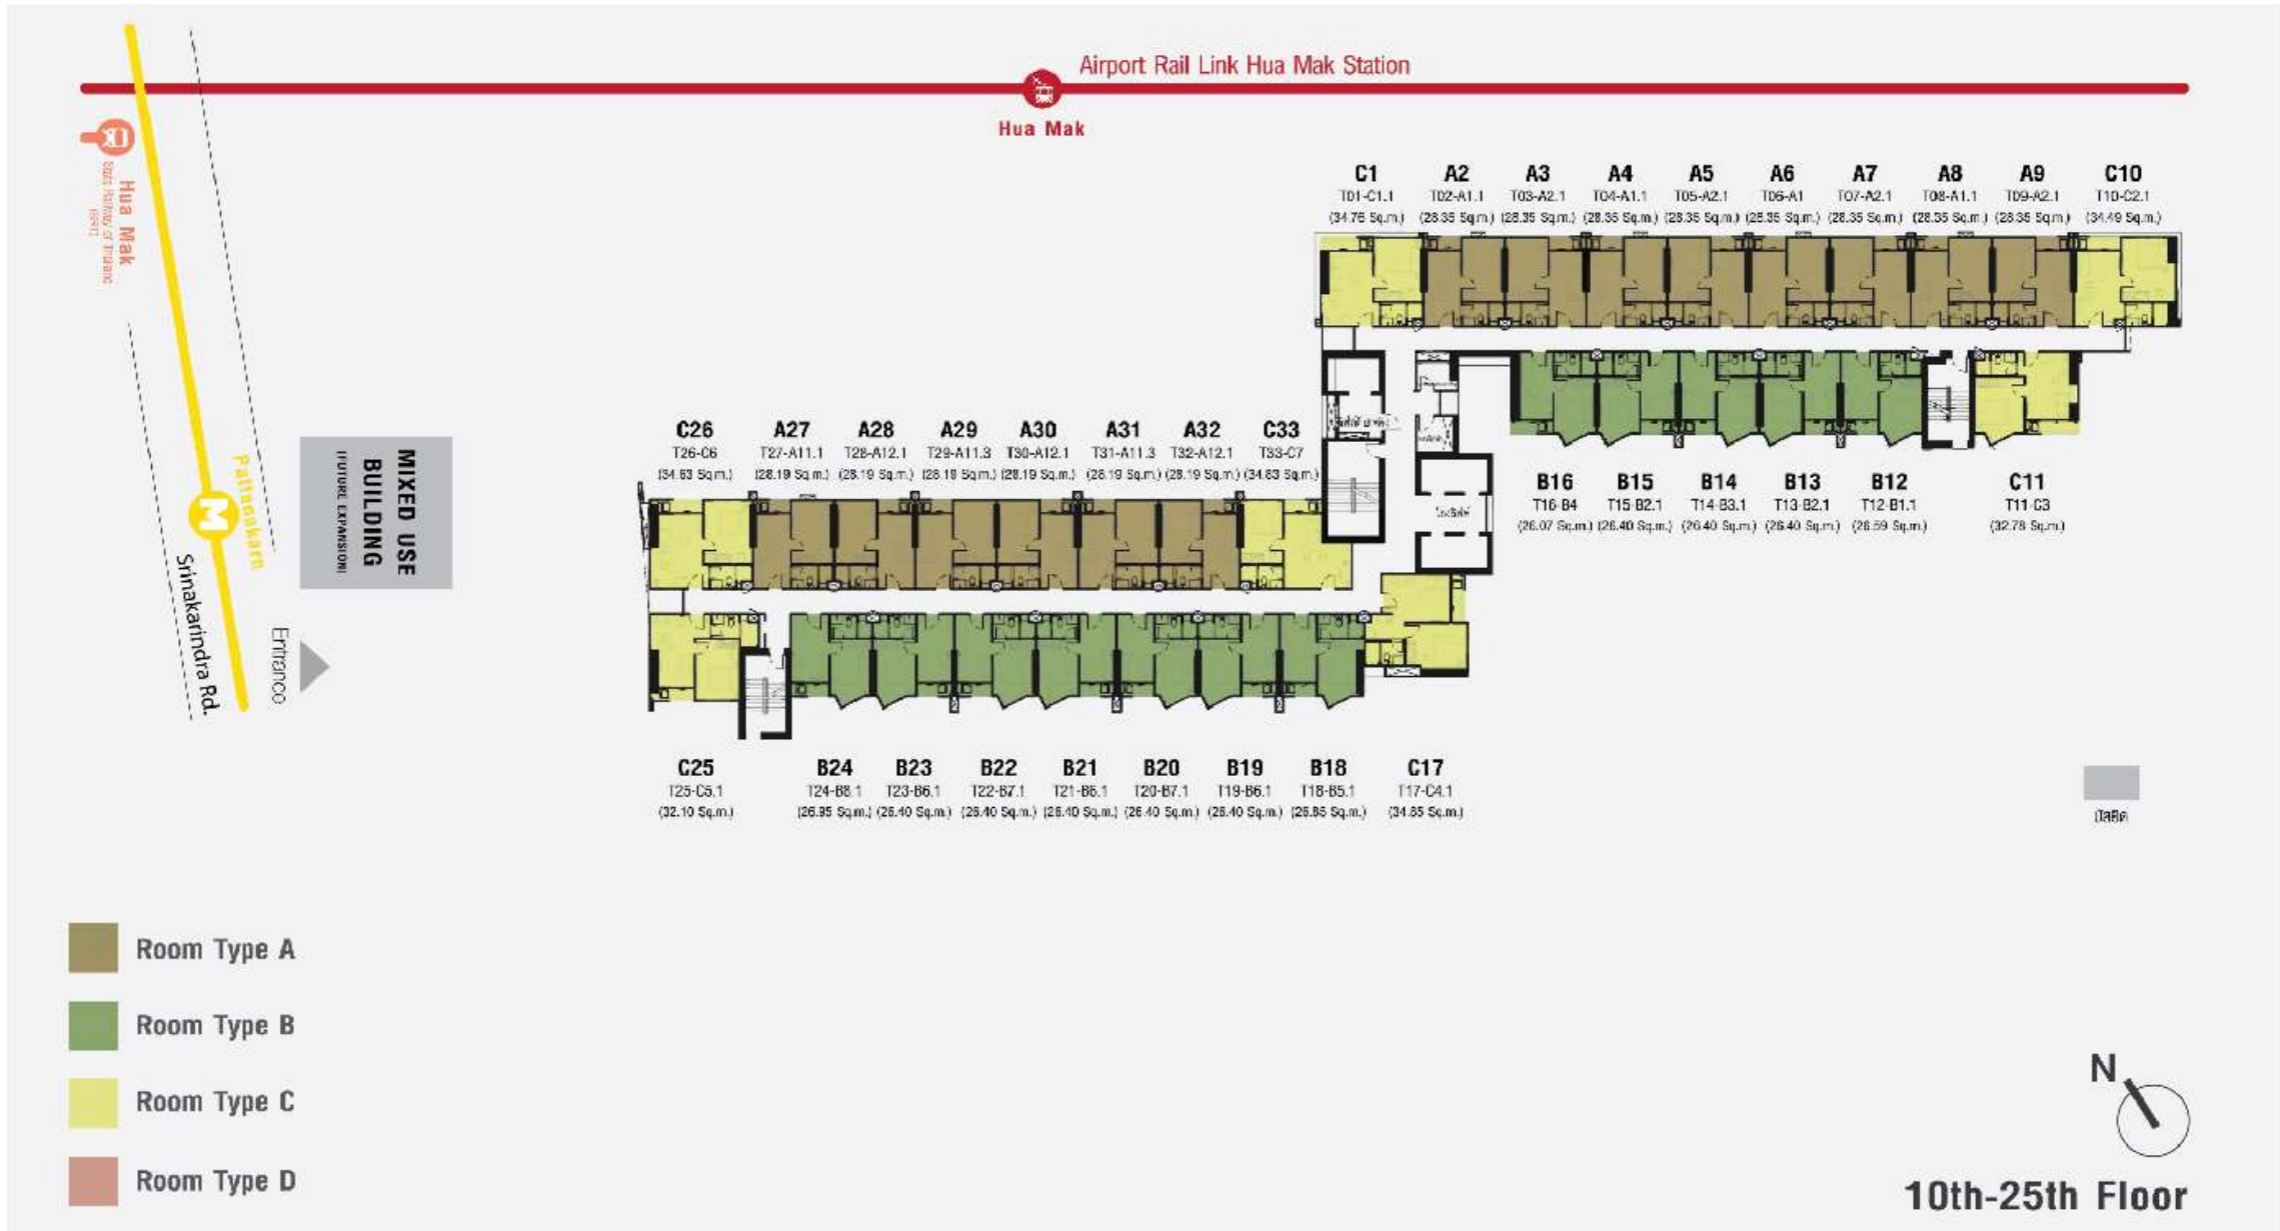 Airport Rail Link Hua Mak Station
Hua Mak
Hua Mak
State Railway of Thailand
Pattanakarn
Srinakarindra Rd.
Entrance
MIXED USE
BUILDING
(FUTURE EXPANSION)
C1 A2 A3 A4 A5 A6 A7 A8 A9 C10
T01-C1.1 T02-A1.1 T03-A2.1 T04-A1.1 T05-A2.1 T06-A1 T07-A2.1 T08-A1.1 T09-A2.1 T10-C2.1
(34.76 Sq.m.) (28.35 Sq.m.) (28.35 Sq.m.) (28.35 Sq.m.) (28.35 Sq.m.) (28.35 Sq.m.) (28.35 Sq.m.) (28.35 Sq.m.) (28.35 Sq.m.) (34.49 Sq.m.)
C26 A27 A28 A29 A30 A31 A32 C33
T26-C6 T27-A11.1 T28-A12.1 T29-A11.3 T30-A12.1 T31-A11.3 T32-A12.1 T33-C7
(34.63 Sq.m.) (28.19 Sq.m.) (28.19 Sq.m.) (28.19 Sq.m.) (28.19 Sq.m.) (28.19 Sq.m.) (28.19 Sq.m.) (34.83 Sq.m.)
B16 B15 B14 B13 B12 C11
T16-B4 T15-B2.1 T14-B3.1 T13-B2.1 T12-B1.1 T11-C3
(26.07 Sq.m.) (26.40 Sq.m.) (26.40 Sq.m.) (26.40 Sq.m.) (26.59 Sq.m.) (32.78 Sq.m.)
โถงลิฟต์
C25 B24 B23 B22 B21 B20 B19 B18 C17
T25-C5.1 T24-B8.1 T23-B6.1 T22-B7.1 T21-B6.1 T20-B7.1 T19-B6.1 T18-B5.1 T17-C4.1
(32.10 Sq.m.) (26.95 Sq.m.) (26.40 Sq.m.) (26.40 Sq.m.) (26.40 Sq.m.) (26.40 Sq.m.) (26.40 Sq.m.) (26.85 Sq.m.) (34.85 Sq.m.)
Room Type A
Room Type B
Room Type C
Room Type D
N
10th-25th Floor